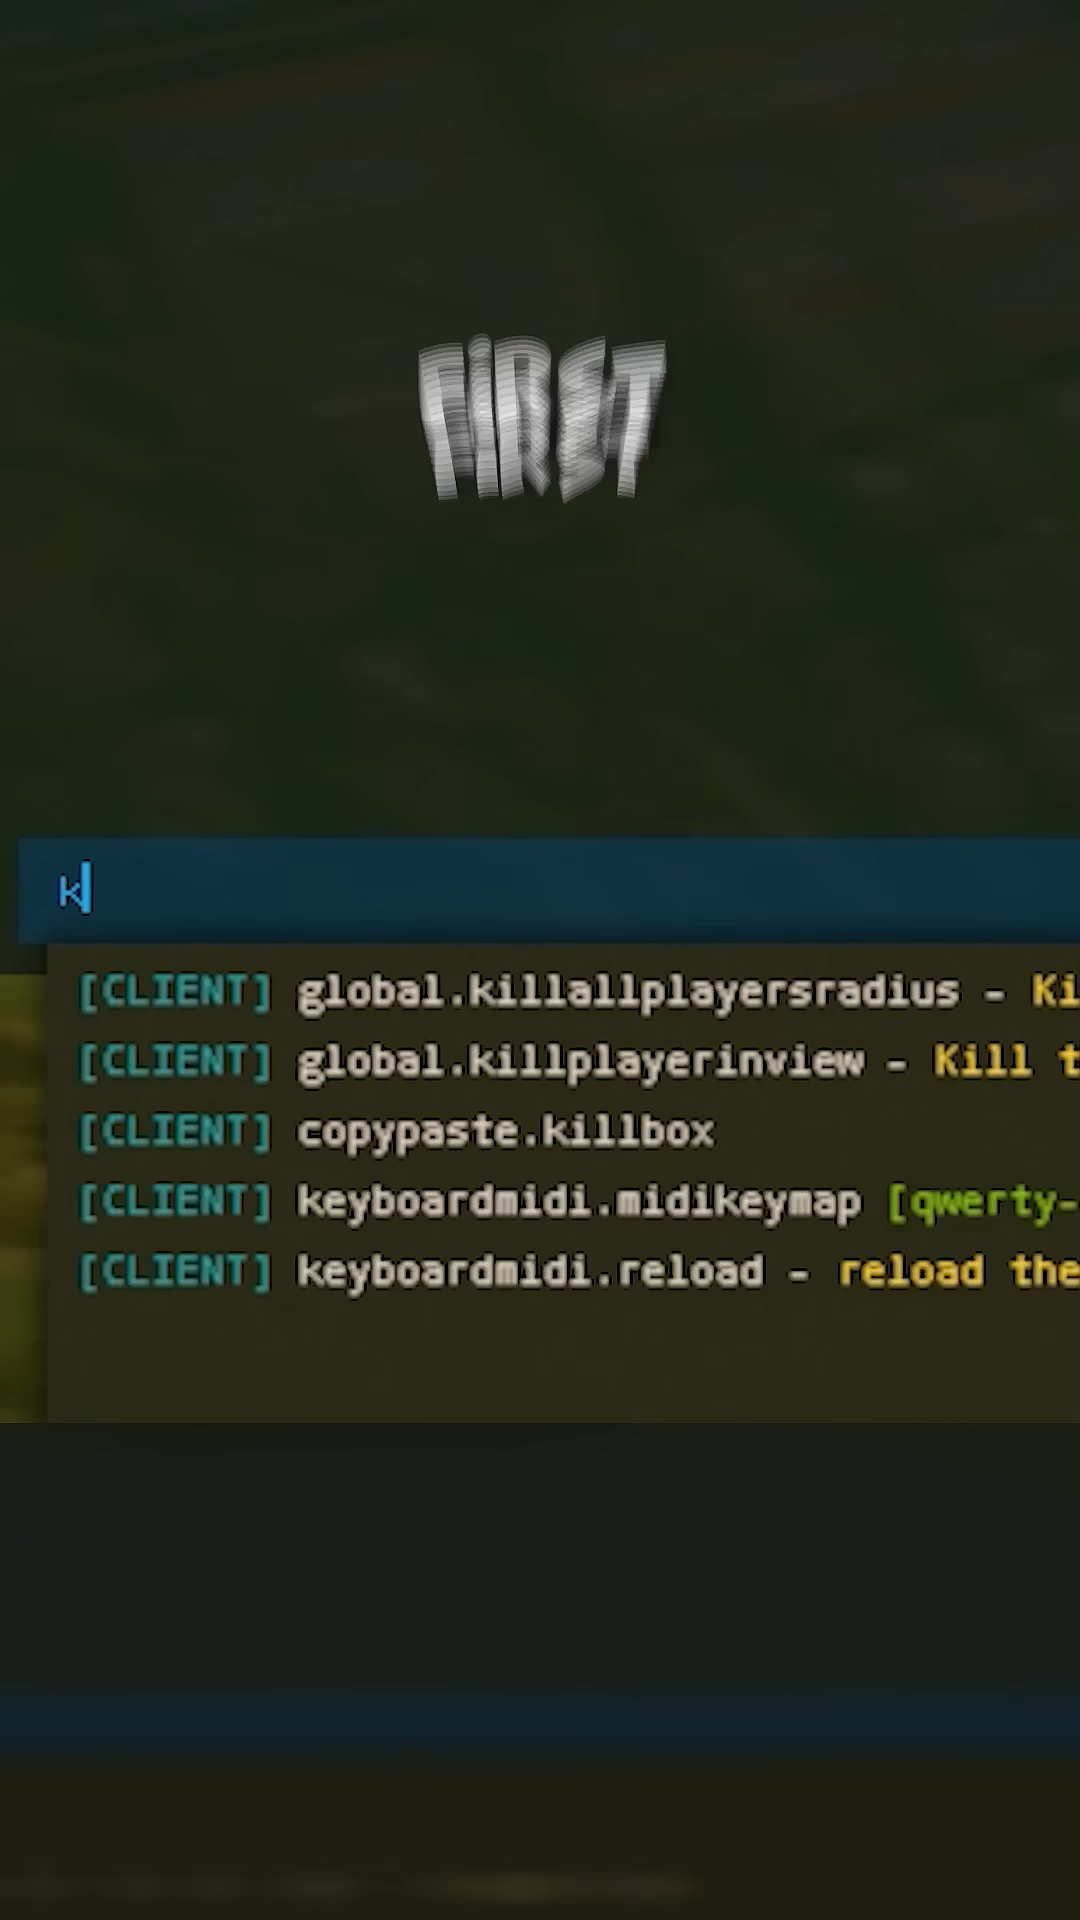 FiRST
k
[CLIENT] global.killallplayersradius - Ki
[CLIENT] global.killplayerinview - Kill t
[CLIENT] copypaste.killbox
[CLIENT] keyboardmidi.midikeymap [qwerty-
[CLIENT] keyboardmidi.reload - reload the